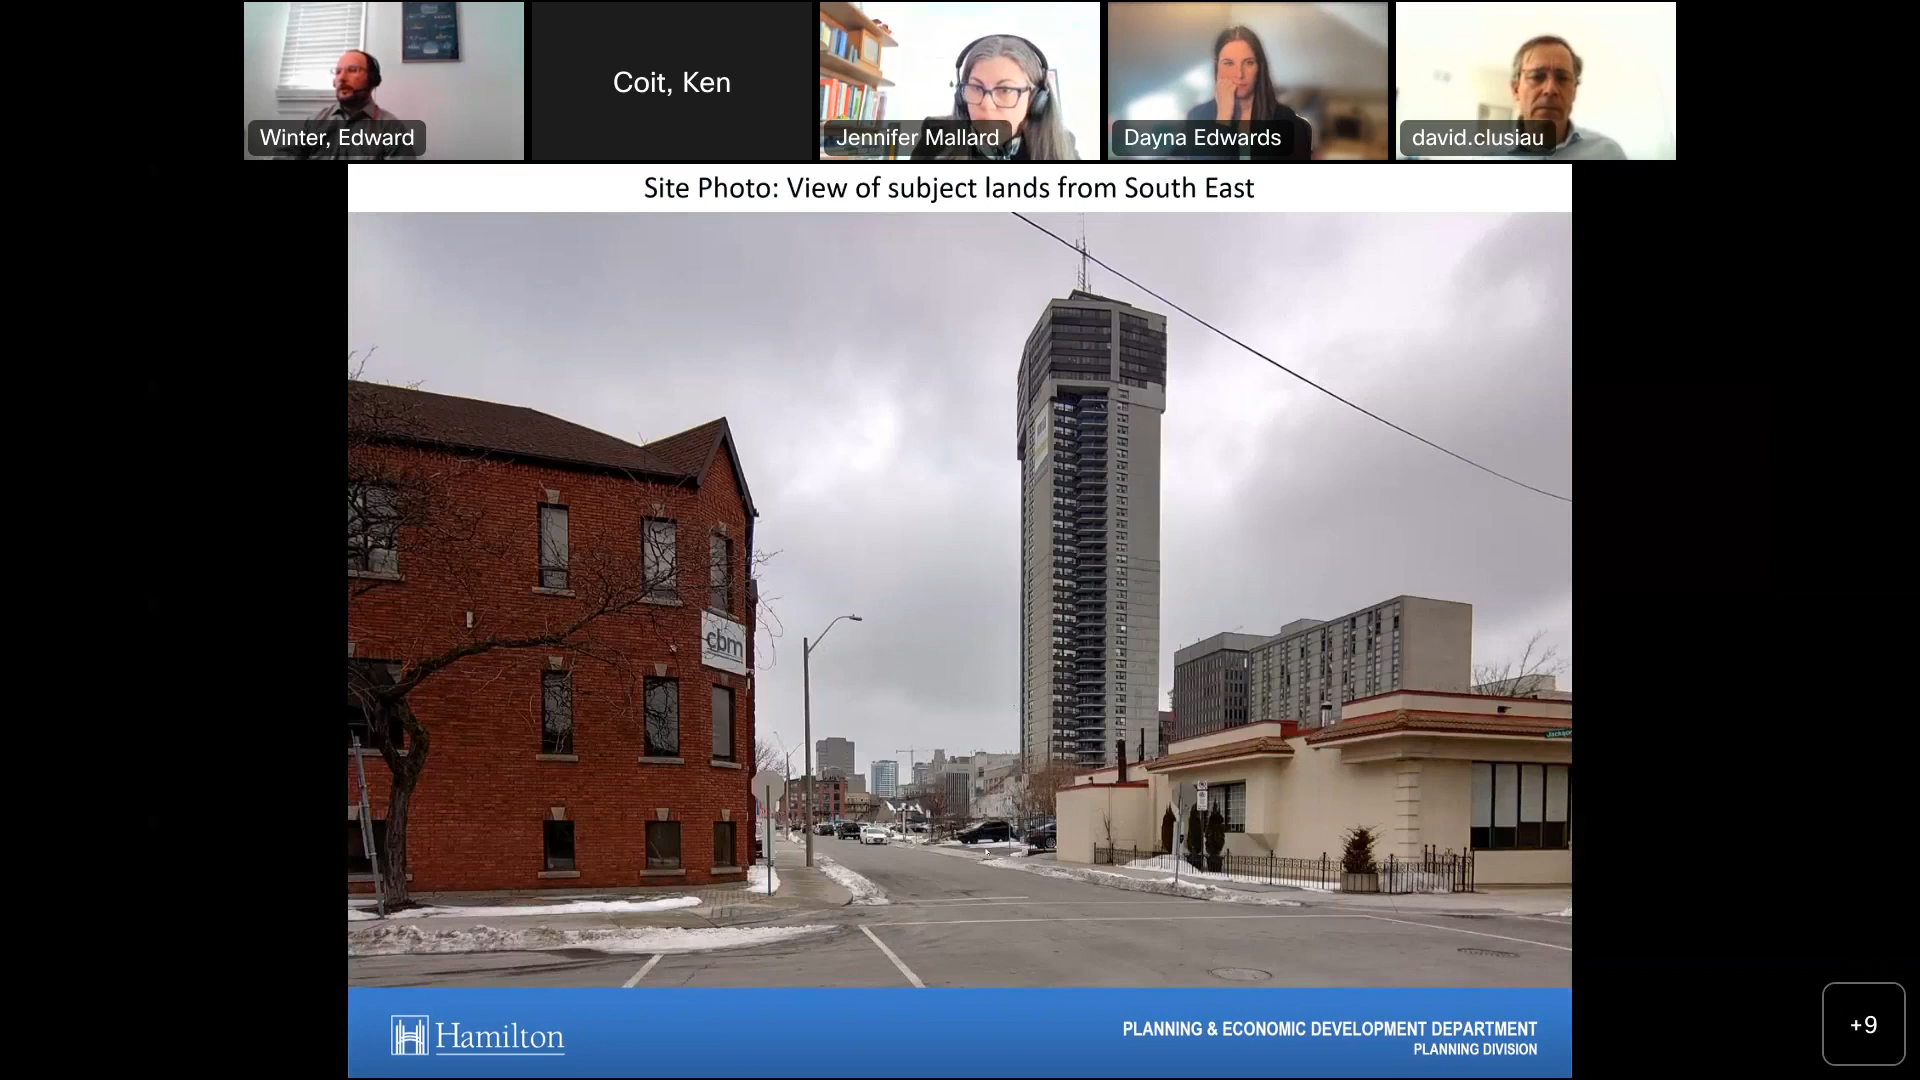 Winter, Edward
Coit, Ken
Jennifer Mallard
Dayna Edwards
david.clusiau
Site Photo: View of subject lands from South East
cbm
Hamilton
PLANNING & ECONOMIC DEVELOPMENT DEPARTMENT
PLANNING DIVISION
+9